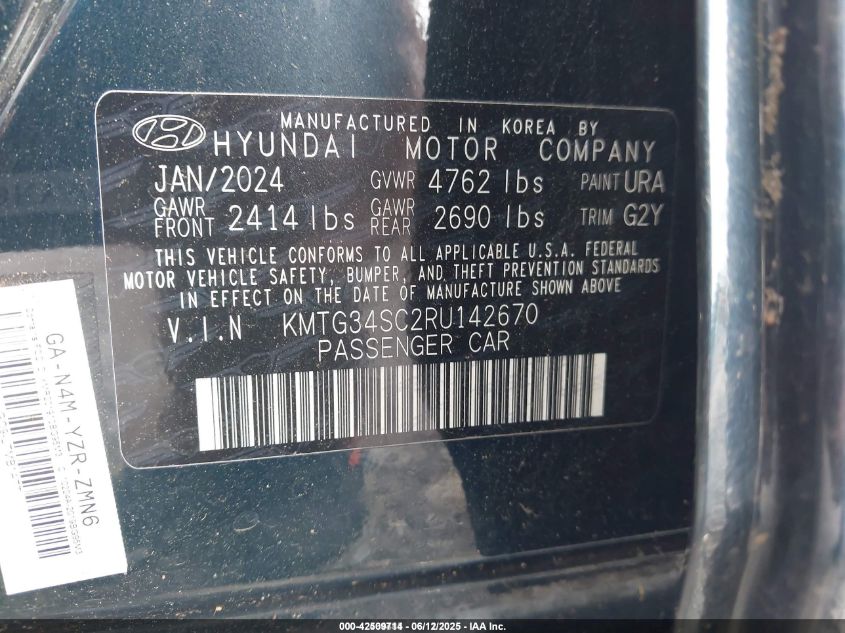 MANUFACTURED IN KOREA BY
HYUNDAI MOTOR COMPANY
JAN/2024 GVWR 4762 lbs PAINT URA
GAWR FRONT 2414 lbs GAWR REAR 2690 lbs TRIM G2Y
THIS VEHICLE CONFORMS TO ALL APPLICABLE U.S.A. FEDERAL
MOTOR VEHICLE SAFETY, BUMPER, AND THEFT PREVENTION STANDARDS
IN EFFECT ON THE DATE OF MANUFACTURE SHOWN ABOVE
V.I.N KMTG34SC2RU142670
PASSENGER CAR
GA-N4M-YZR-ZMN6
06/12/2025 - IAA Inc.